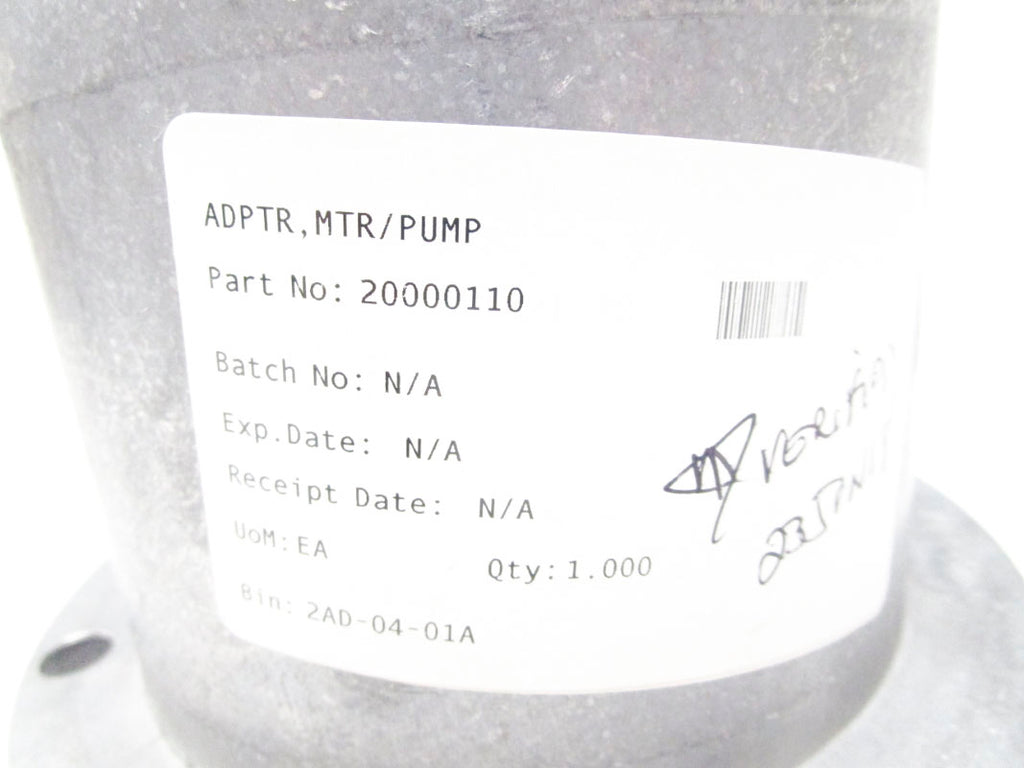 ADPTR,MTR/PUMP
Part No: 20000110
Batch No: N/A
Exp.Date: N/A
Receipt Date: N/A
UoM: EA
Qty: 1.000
Bin: 2AD-04-01A